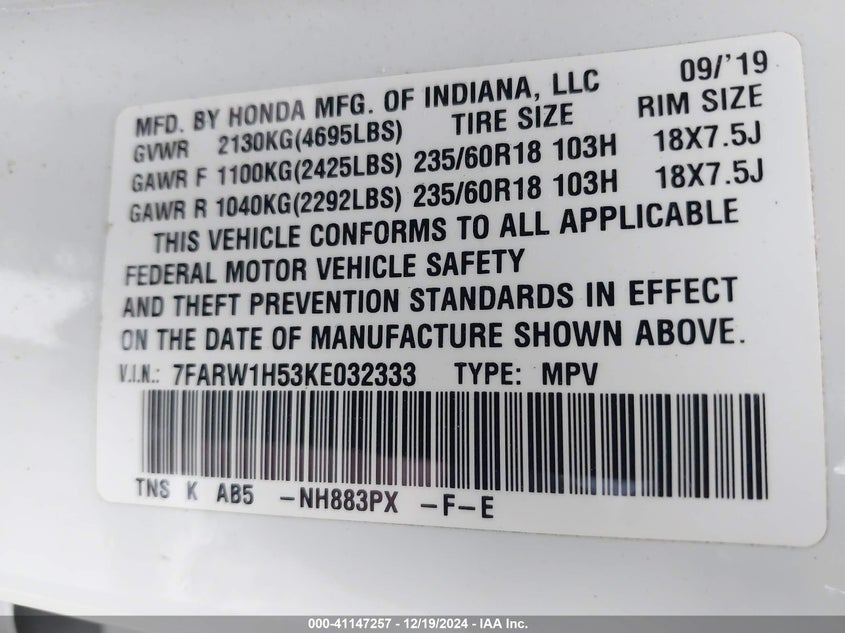 MFD. BY HONDA MFG. OF INDIANA, LLC 09/'19
GVWR 2130KG(4695LBS) TIRE SIZE RIM SIZE
GAWR F 1100KG(2425LBS) 235/60R18 103H 18X7.5J
GAWR R 1040KG(2292LBS) 235/60R18 103H 18X7.5J
THIS VEHICLE CONFORMS TO ALL APPLICABLE
FEDERAL MOTOR VEHICLE SAFETY
AND THEFT PREVENTION STANDARDS IN EFFECT
ON THE DATE OF MANUFACTURE SHOWN ABOVE.
V.I.N.: 7FARW1H53KE032333 TYPE: MPV
TNS K AB5 -NH883PX -F-E
000-41147257 - 12/19/2024 - IAA Inc.